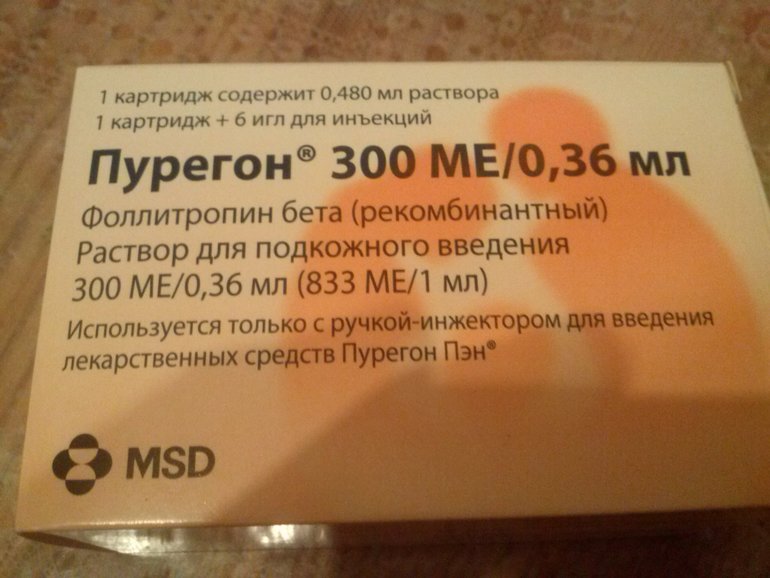 1 картридж содержит 0,480 мл раствора
1 картридж + 6 игл для инъекций
Пурегон® 300 МЕ/0,36 мл
Фоллитропин бета (рекомбинантный)
Раствор для подкожного введения
300 МЕ/0,36 мл (833 МЕ/1 мл)
Используется только с ручкой-инжектором для введения
лекарственных средств Пурегон Пэн®
MSD